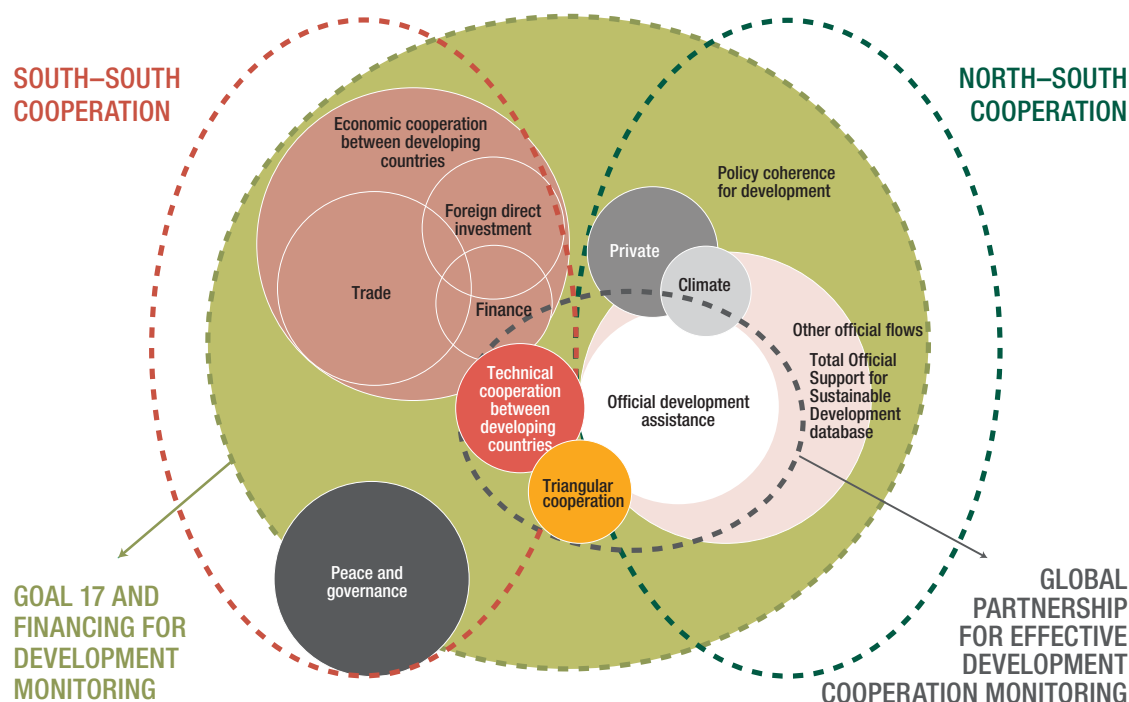 SOUTH–SOUTH
COOPERATION
NORTH–SOUTH
COOPERATION
Economic cooperation
between developing
countries
Foreign direct
investment
Trade
Finance
Policy coherence
for development
Private
Climate
Other official flows
Total Official
Support for
Sustainable
Development
database
Technical
cooperation
between
developing
countries
Official development
assistance
Triangular
cooperation
Peace and
governance
GOAL 17 AND
FINANCING FOR
DEVELOPMENT
MONITORING
GLOBAL
PARTNERSHIP
FOR EFFECTIVE
DEVELOPMENT
COOPERATION MONITORING